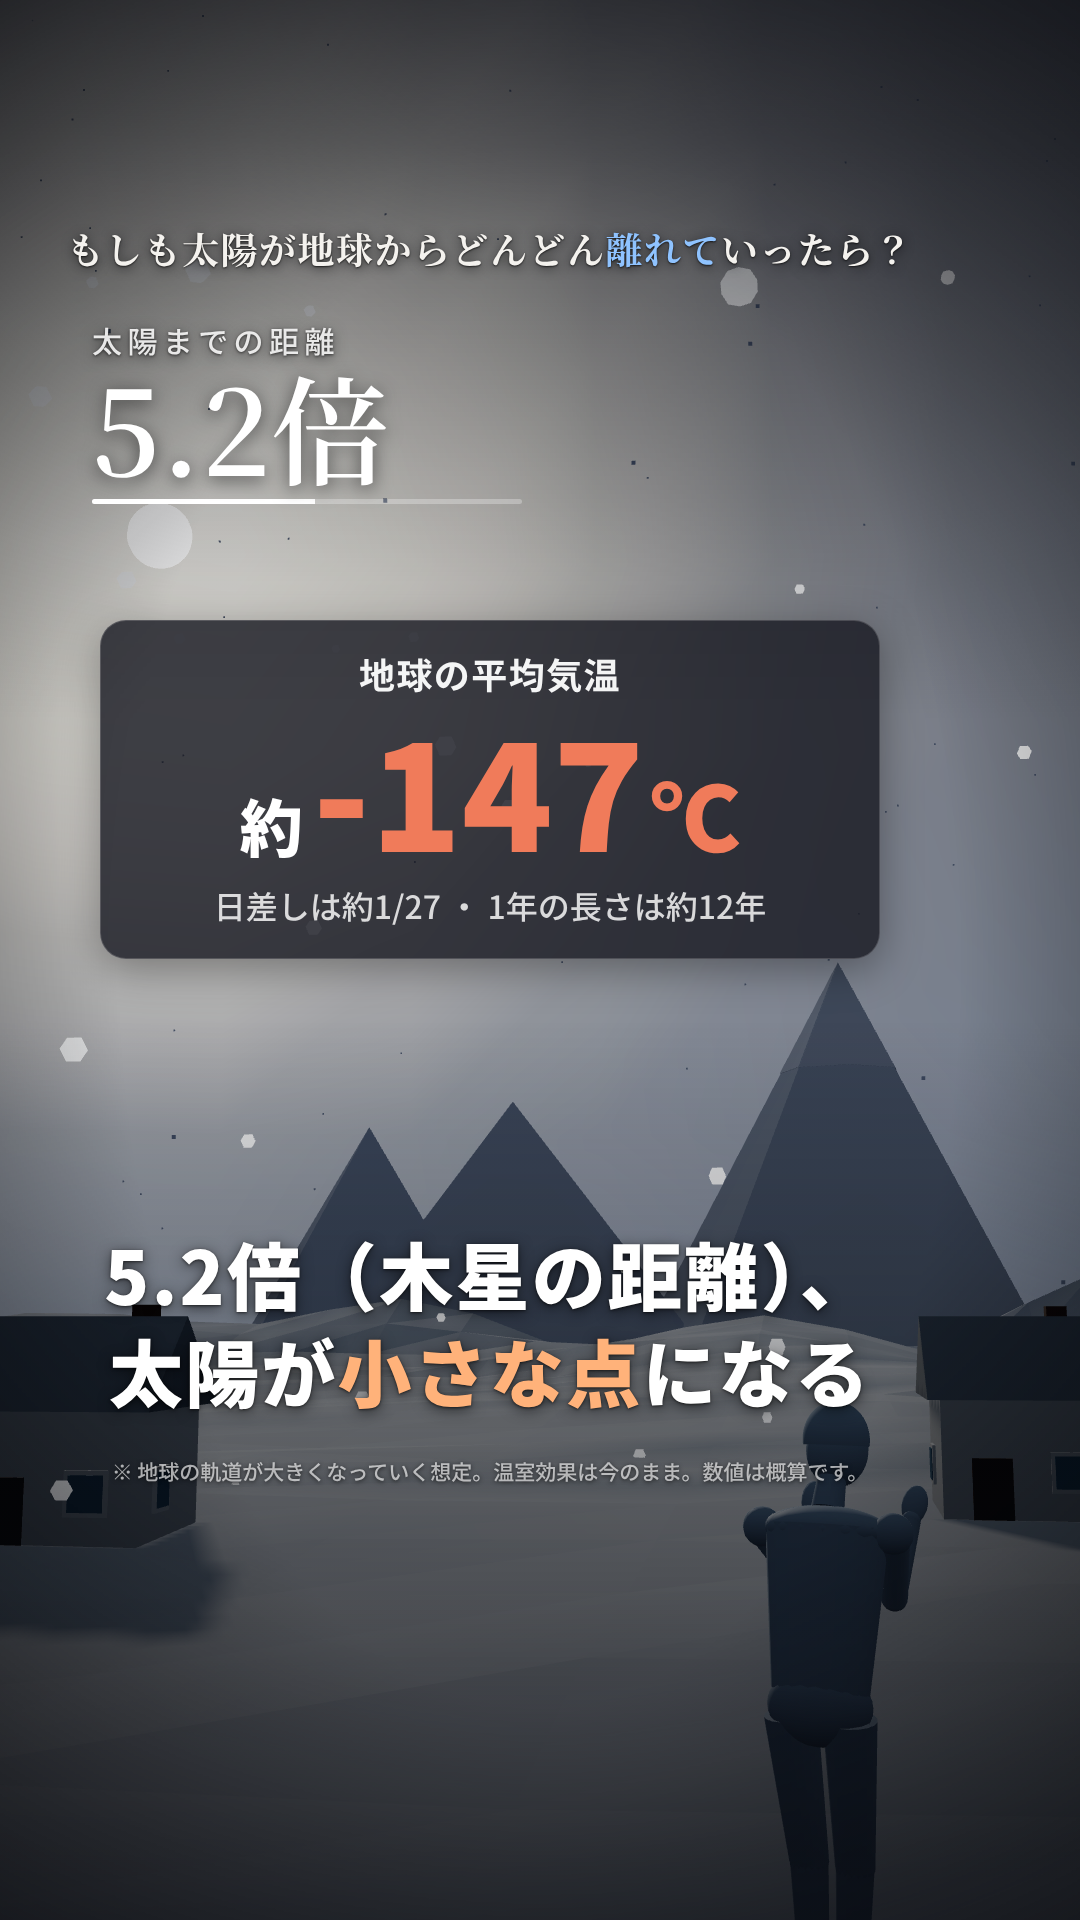 もしも太陽が地球からどんどん離れていったら？
太陽までの距離
5.2倍
地球の平均気温
約-147℃
日差しは約1/27 ・ 1年の長さは約12年
5.2倍（木星の距離）、
太陽が小さな点になる
※ 地球の軌道が大きくなっていく想定。温室効果は今のまま。数値は概算です。